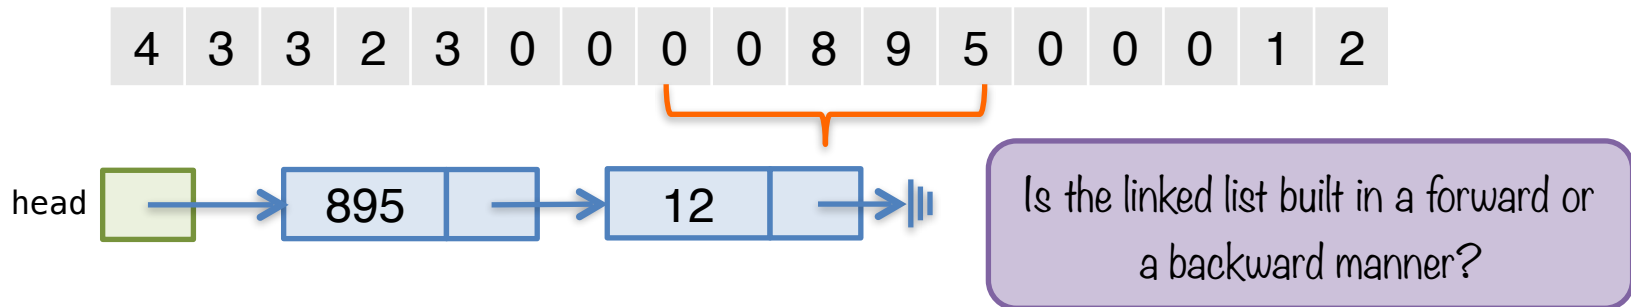 4 3 3 2 3 0 0 0 0 8 9 5 0 0 0 1 2
head 895 12
Is the linked list built in a forward or
a backward manner?